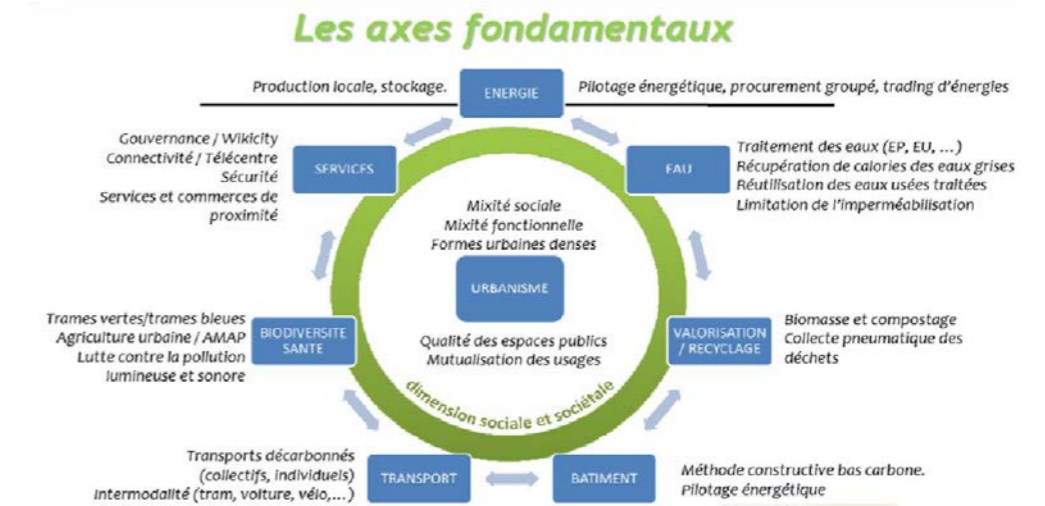 Les axes fondamentaux
Production locale, stockage.
ENERGIE
Pilotage énergétique, procurement groupé, trading d'énergies
Gouvernance / Wikicity
Connectivité / Télécentre
Sécurité
Services et commerces de
proximité
SERVICES
EAU
Traitement des eaux (EP, EU, ...)
Récupération de calories des eaux grises
Réutilisation des eaux usées traitées
Limitation de l'imperméabilisation
Mixité sociale
Mixité fonctionnelle
Formes urbaines denses
URBANISME
Qualité des espaces publics
Mutualisation des usages
Trames vertes/trames bleues
Agriculture urbaine / AMAP
Lutte contre la pollution
lumineuse et sonore
BIODIVERSITE
SANTE
VALORISATION
/ RECYCLAGE
Biomasse et compostage
Collecte pneumatique des
déchets
dimension sociale et sociétale
Transports décarbonnés
(collectifs, individuels)
Intermodalité (tram, voiture, vélo,...)
TRANSPORT
BATIMENT
Méthode constructive bas carbone.
Pilotage énergétique